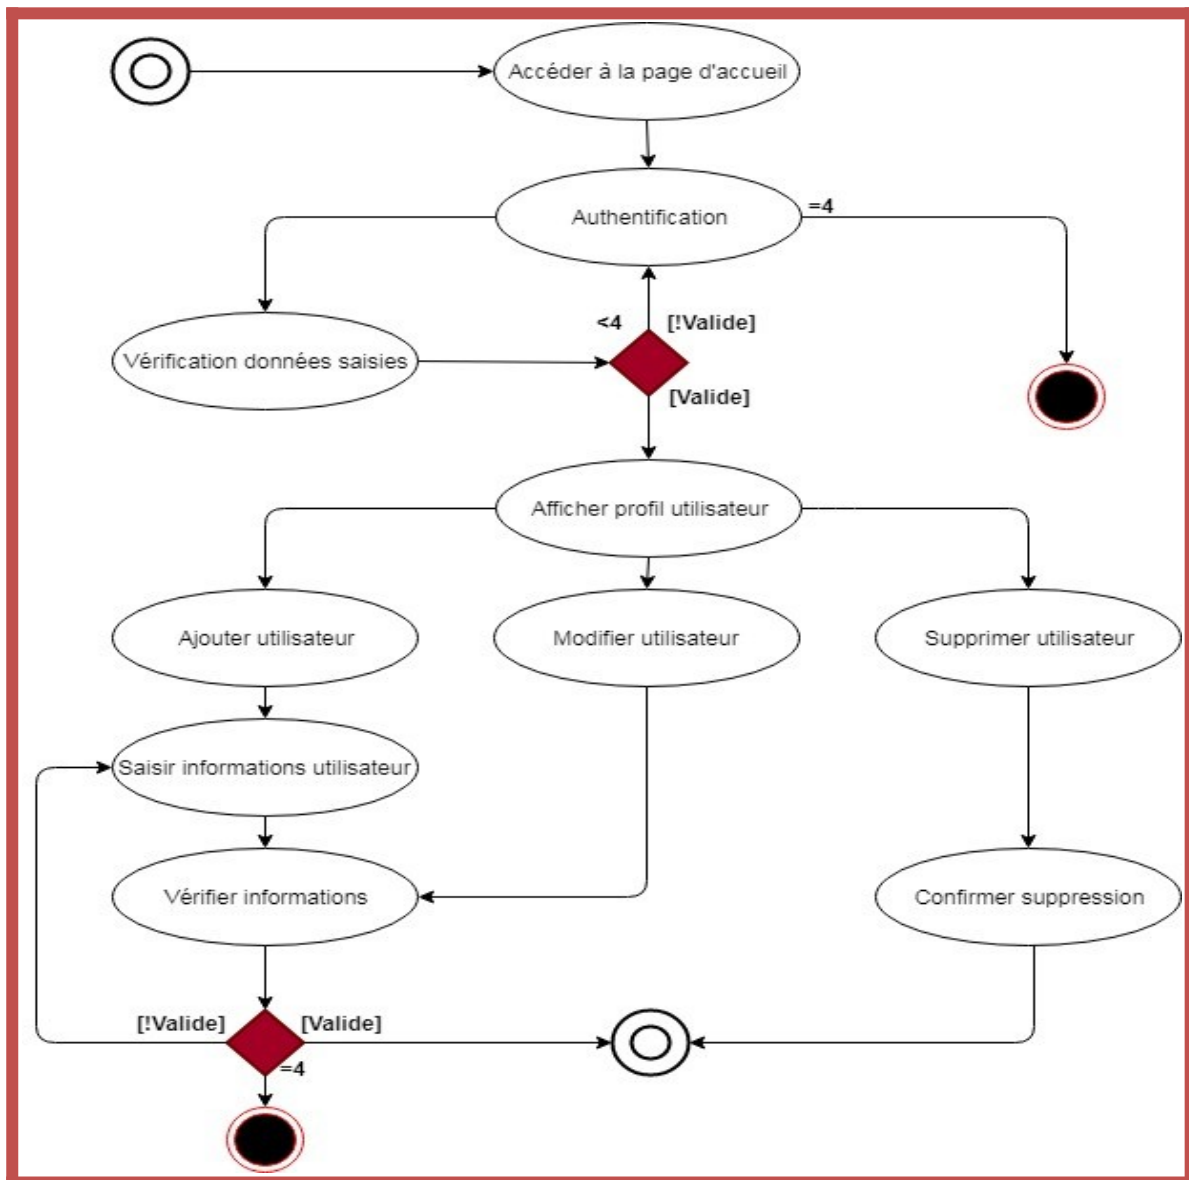 Accéder à la page d'accueil
Authentification
=4
Vérification données saisies
<4
[!Valide]
[Valide]
Afficher profil utilisateur
Ajouter utilisateur
Modifier utilisateur
Supprimer utilisateur
Saisir informations utilisateur
Vérifier informations
Confirmer suppression
[!Valide]
[Valide]
=4